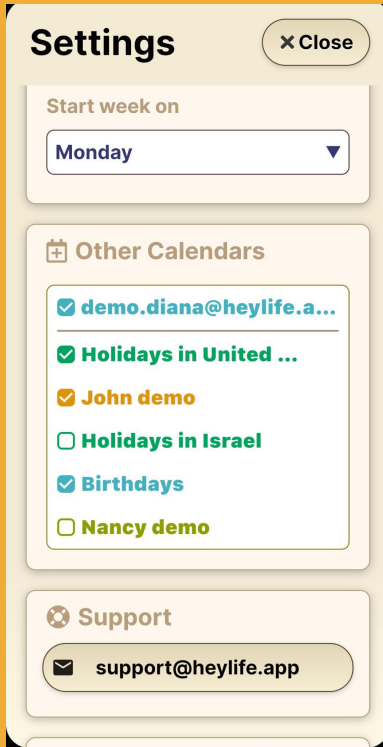 Settings
Close
Start week on
Monday
Other Calendars
demo.diana@heylife.a...
Holidays in United ...
John demo
Holidays in Israel
Birthdays
Nancy demo
Support
support@heylife.app